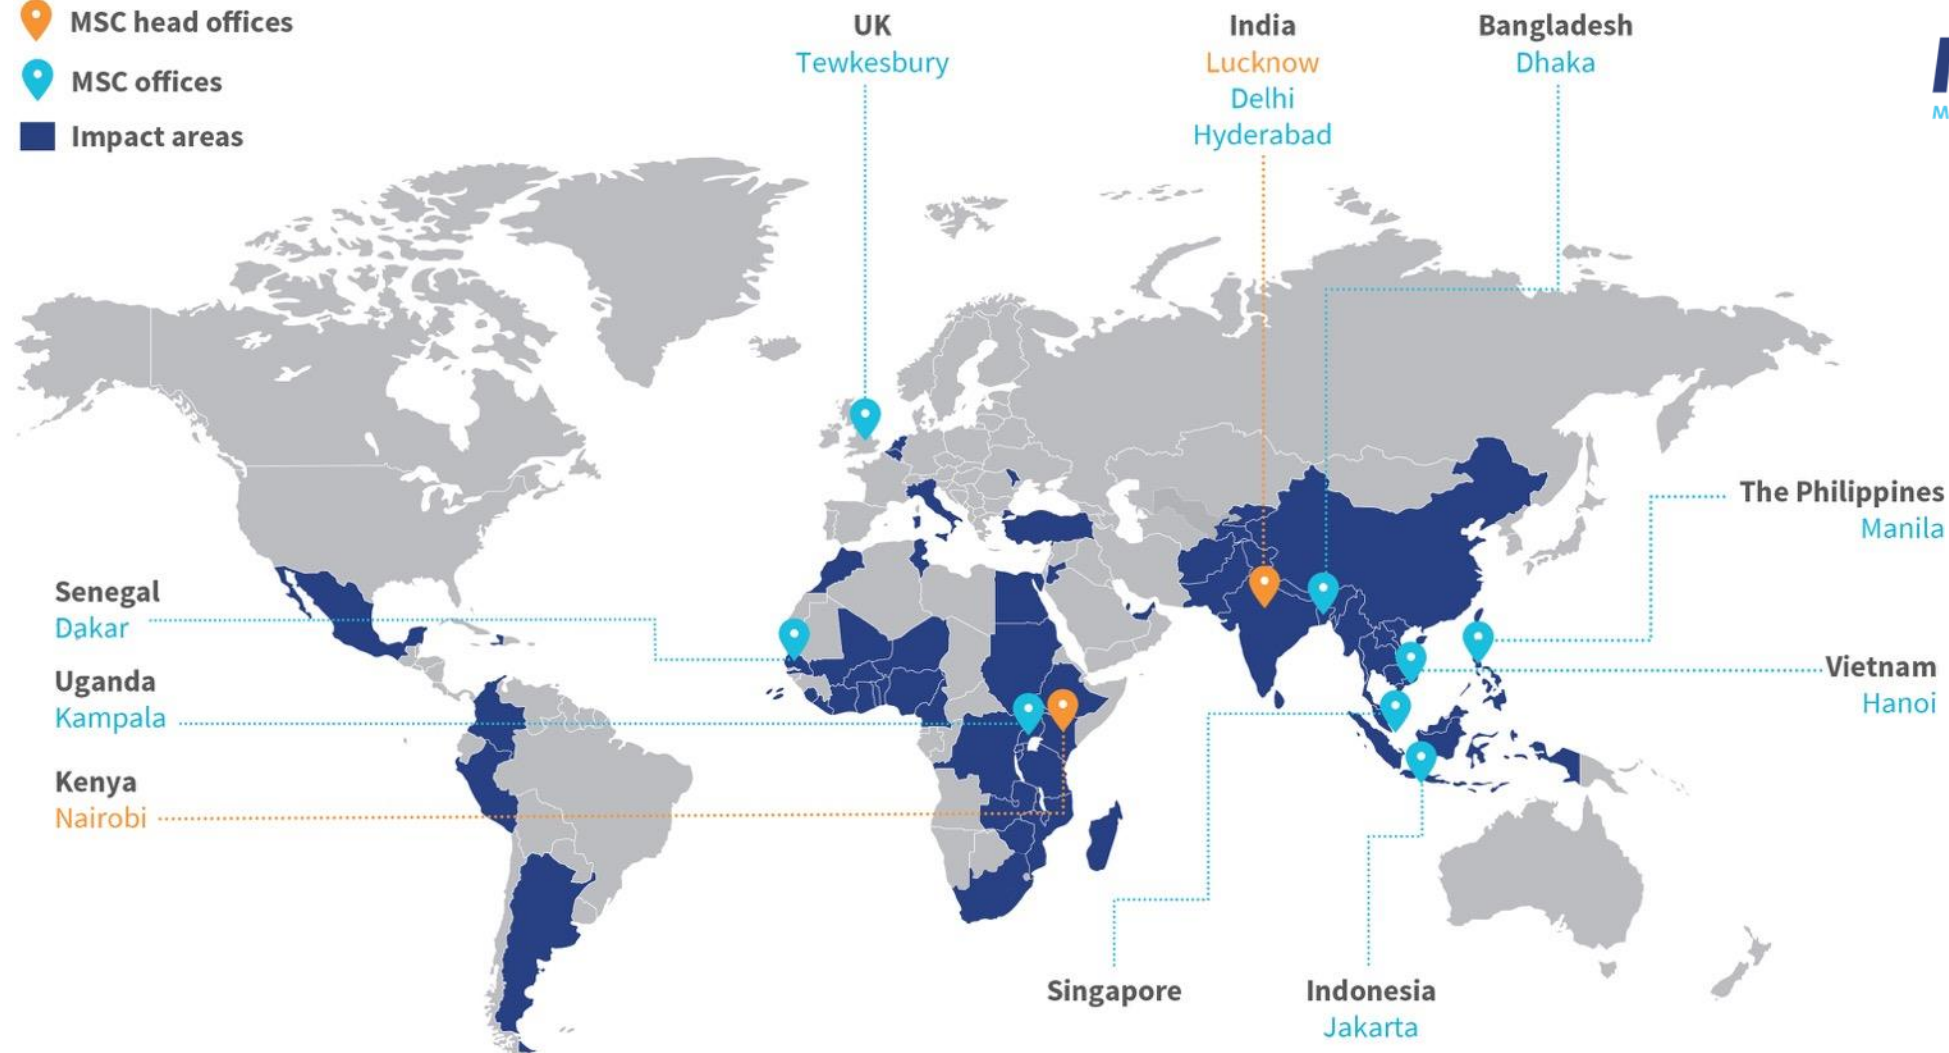 MSC head offices
MSC offices
Impact areas
UK
Tewkesbury
India
Lucknow
Delhi
Hyderabad
Bangladesh
Dhaka
The Philippines
Manila
Vietnam
Hanoi
Senegal
Dakar
Uganda
Kampala
Kenya
Nairobi
Singapore
Indonesia
Jakarta